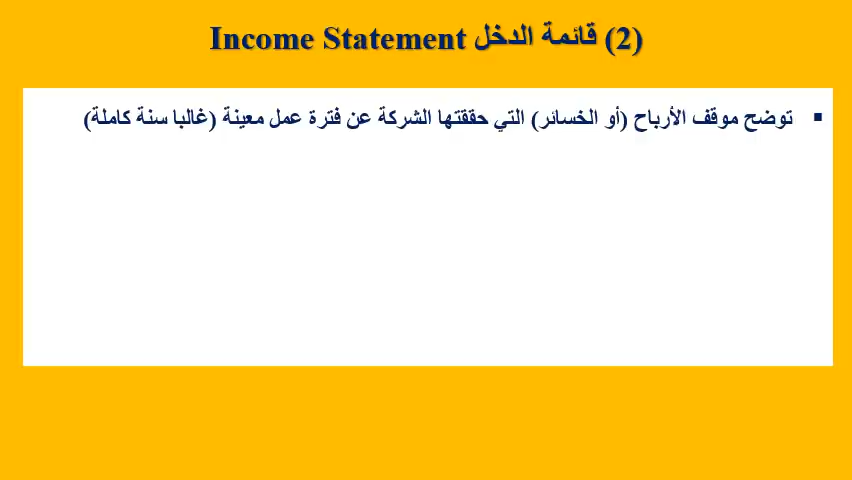 (2) قائمة الدخل Income Statement
▪ توضح موقف الأرباح (أو الخسائر) التي حققتها الشركة عن فترة عمل معينة (غالبا سنة كاملة)